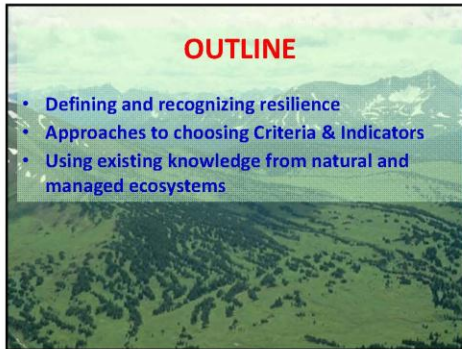 OUTLINE
• Defining and recognizing resilience
• Approaches to choosing Criteria & Indicators
• Using existing knowledge from natural and
managed ecosystems